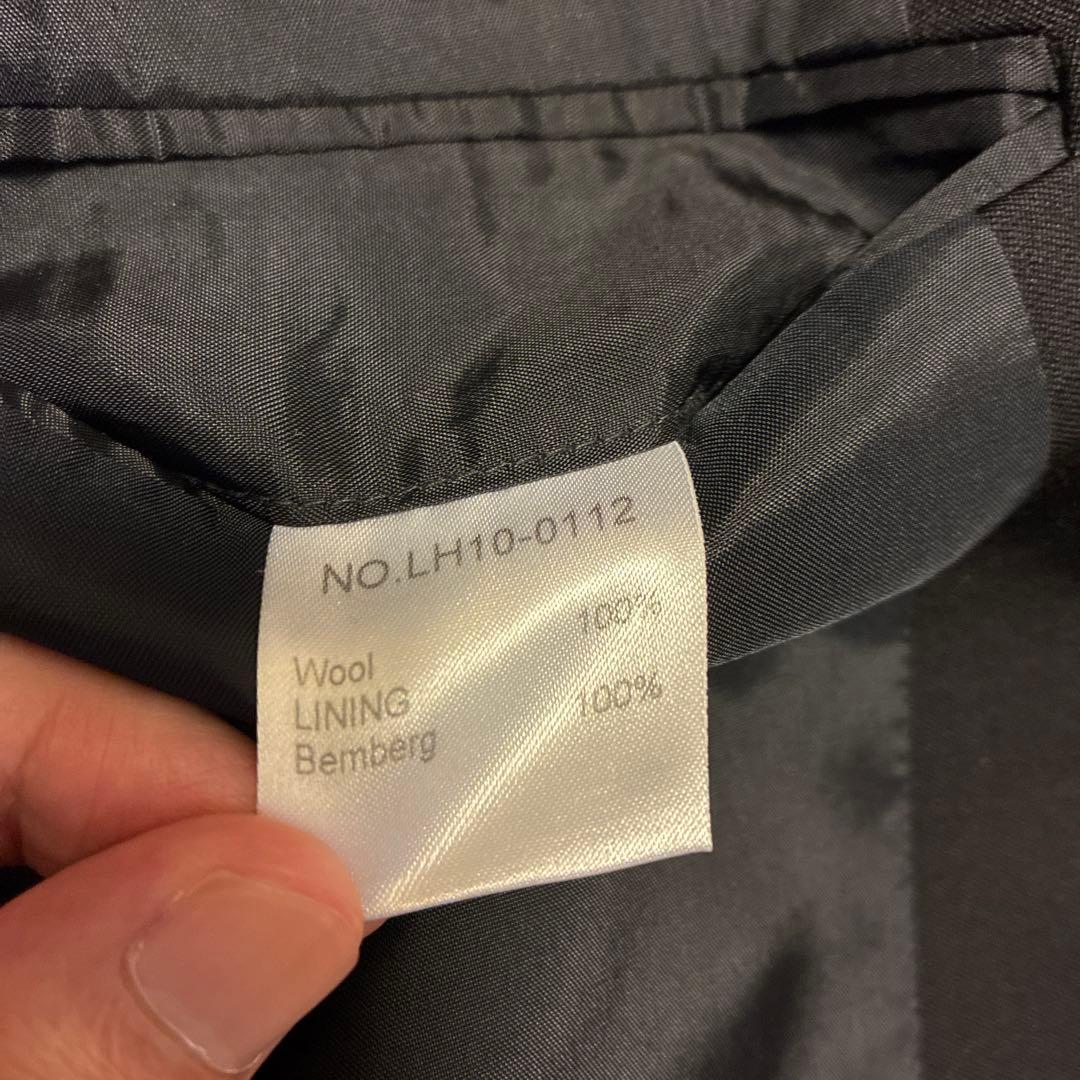 NO.LH10-0112
Wool 100%
LINING
Bemberg 100%